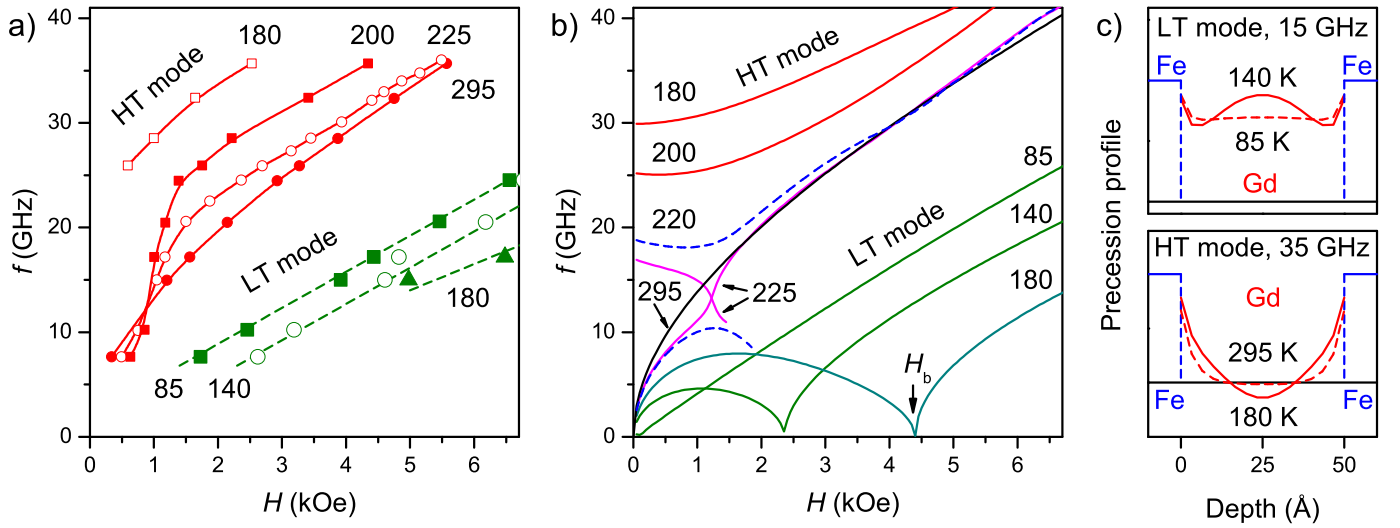 a)
180
200
225
HT mode
295
LT mode
180
85
140
f (GHz)
40
30
20
10
0
0
1
2
3
4
5
6
H (kOe)
b)
HT mode
180
200
220
295
225
85
LT mode
140
180
Hb
f (GHz)
40
30
20
10
0
0
1
2
3
4
5
6
H (kOe)
c)
LT mode, 15 GHz
Fe
Fe
140 K
85 K
Gd
HT mode, 35 GHz
Gd
295 K
Fe
Fe
180 K
Precession profile
0
25
50
Depth (Å)